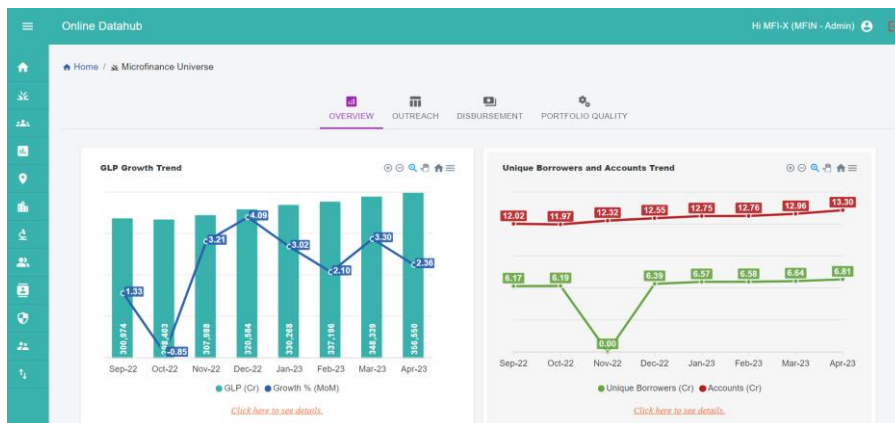 Online Datahub
Hi MFI-X (MFIN - Admin)
Home / Microfinance Universe
OVERVIEW OUTREACH DISBURSEMENT PORTFOLIO QUALITY
GLP Growth Trend
1.33
-0.85
3.21
4.09
3.02
2.10
3.30
2.36
300,974
307,988
320,584
330,268
337,196
348,339
356,550
Sep-22 Oct-22 Nov-22 Dec-22 Jan-23 Feb-23 Mar-23 Apr-23
GLP (Cr) Growth % (MoM)
Click here to see details.
Unique Borrowers and Accounts Trend
12.02 11.97 12.32 12.55 12.75 12.76 12.96 13.30
6.17 6.19 0.00 6.39 6.57 6.58 6.64 6.81
Sep-22 Oct-22 Nov-22 Dec-22 Jan-23 Feb-23 Mar-23 Apr-23
Unique Borrowers (Cr) Accounts (Cr)
Click here to see details.